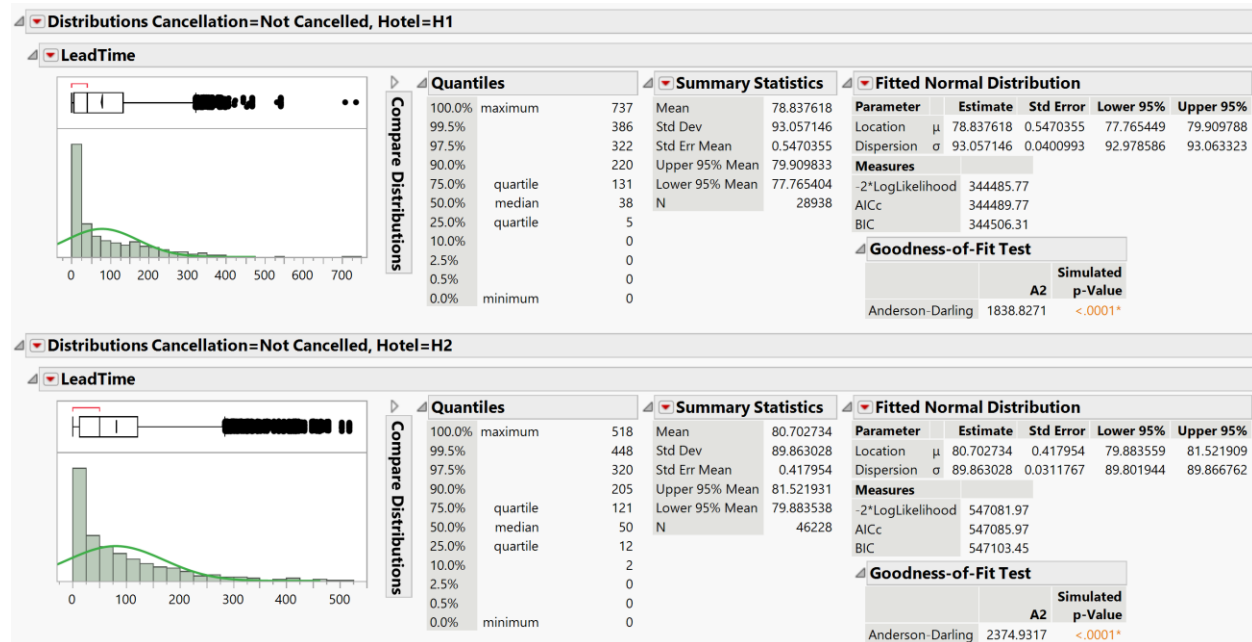 Distributions Cancellation=Not Cancelled, Hotel=H1
LeadTime
0 100 200 300 400 500 600 700
Compare Distributions
Quantiles
100.0% maximum 737
99.5% 386
97.5% 322
90.0% 220
75.0% quartile 131
50.0% median 38
25.0% quartile 5
10.0% 0
2.5% 0
0.5% 0
0.0% minimum 0
Summary Statistics
Mean 78.837618
Std Dev 93.057146
Std Err Mean 0.5470355
Upper 95% Mean 79.909833
Lower 95% Mean 77.765404
N 28938
Fitted Normal Distribution
Parameter Estimate Std Error Lower 95% Upper 95%
Location μ 78.837618 0.5470355 77.765449 79.909788
Dispersion σ 93.057146 0.0400993 92.978586 93.063323
Measures
-2*LogLikelihood 344485.77
AICc 344489.77
BIC 344506.31
Goodness-of-Fit Test
Simulated
A2 p-Value
Anderson-Darling 1838.8271 <.0001*
Distributions Cancellation=Not Cancelled, Hotel=H2
LeadTime
0 100 200 300 400 500
Compare Distributions
Quantiles
100.0% maximum 518
99.5% 448
97.5% 320
90.0% 205
75.0% quartile 121
50.0% median 50
25.0% quartile 12
10.0% 2
2.5% 0
0.5% 0
0.0% minimum 0
Summary Statistics
Mean 80.702734
Std Dev 89.863028
Std Err Mean 0.417954
Upper 95% Mean 81.521931
Lower 95% Mean 79.883538
N 46228
Fitted Normal Distribution
Parameter Estimate Std Error Lower 95% Upper 95%
Location μ 80.702734 0.417954 79.883559 81.521909
Dispersion σ 89.863028 0.0311767 89.801944 89.866762
Measures
-2*LogLikelihood 547081.97
AICc 547085.97
BIC 547103.45
Goodness-of-Fit Test
Simulated
A2 p-Value
Anderson-Darling 2374.9317 <.0001*